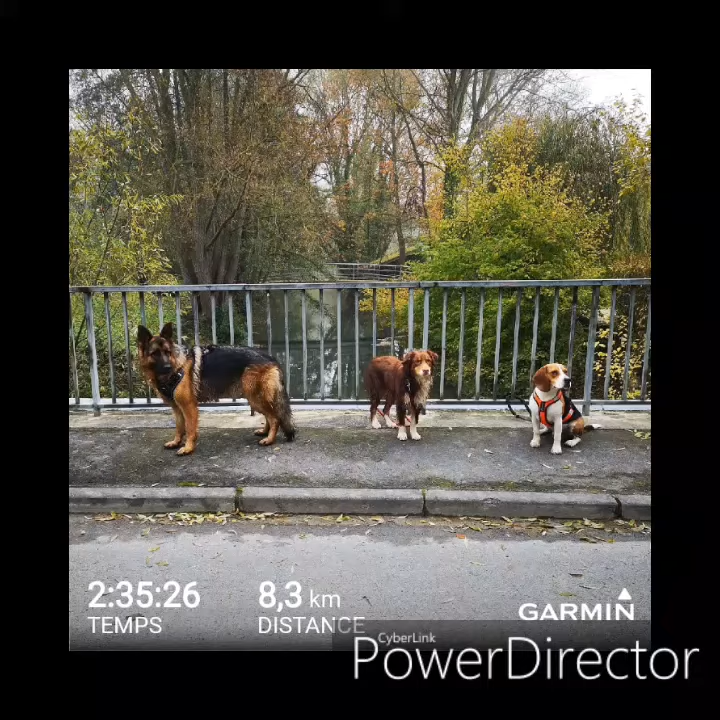 2:35:26
TEMPS
8,3 km
DISTANCE
GARMIN
CyberLink
PowerDirector